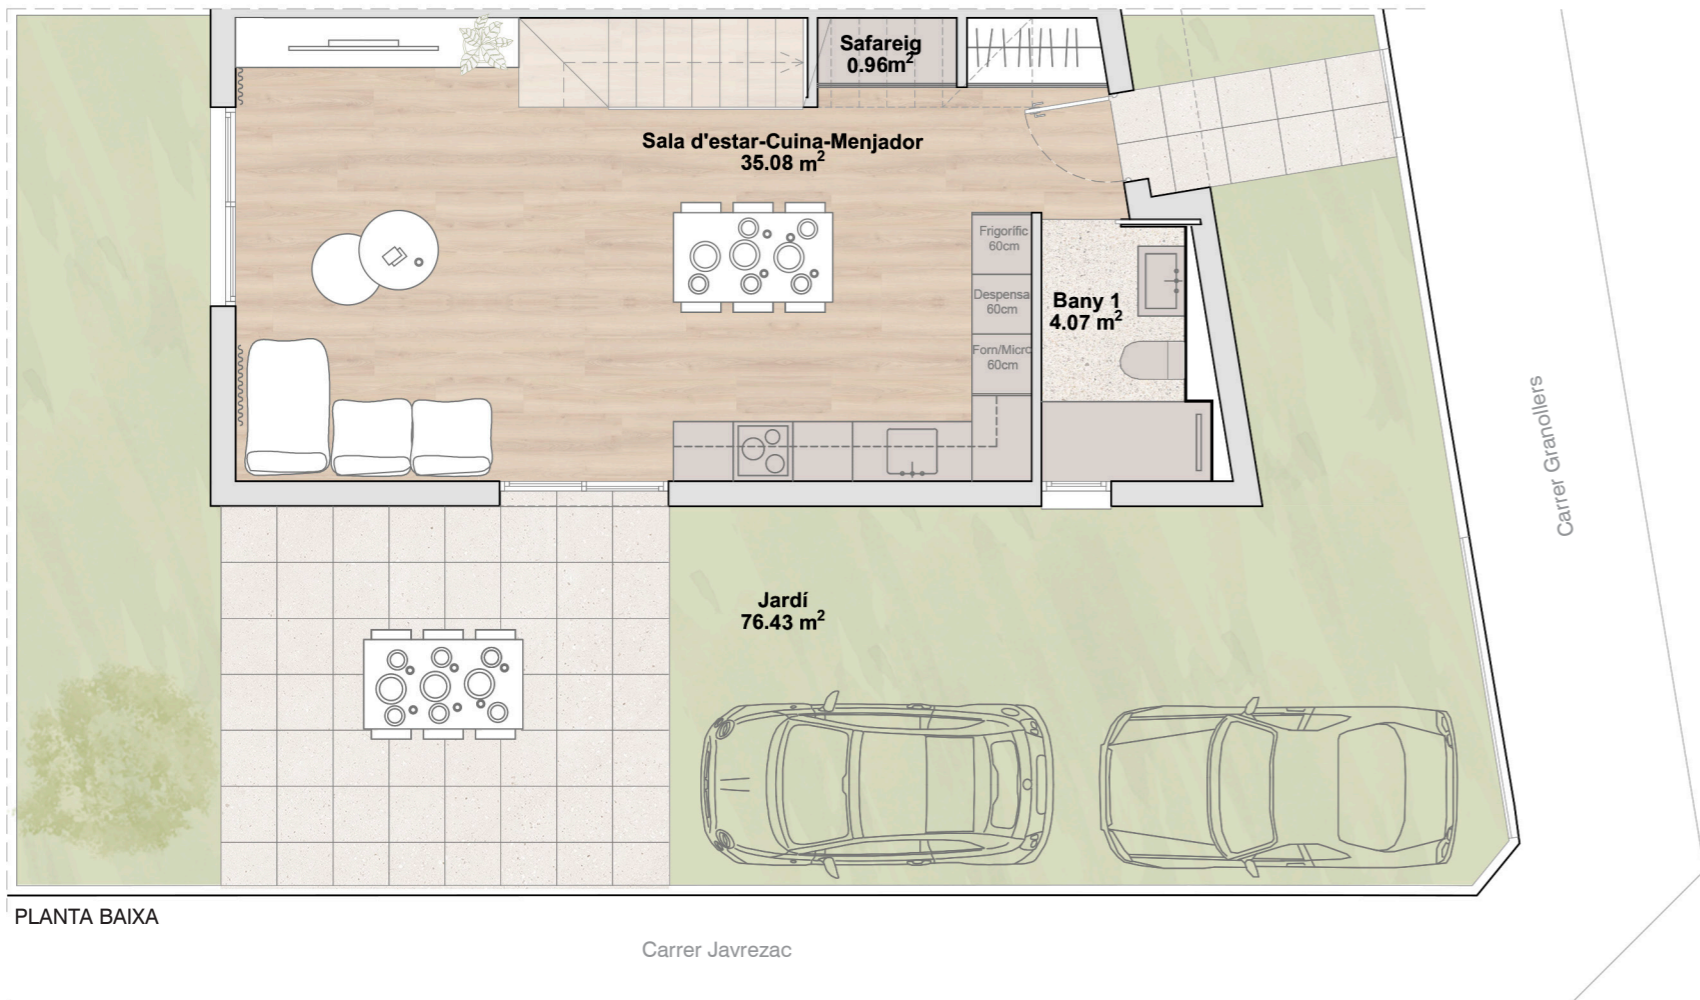 Safareig
0.96m²
Sala d'estar-Cuina-Menjador
35.08 m²
Frigorífic
60cm
Despensa
60cm
Forn/Micro
60cm
Bany 1
4.07 m²
Carrer Granollers
Jardí
76.43 m²
PLANTA BAIXA
Carrer Javrezac